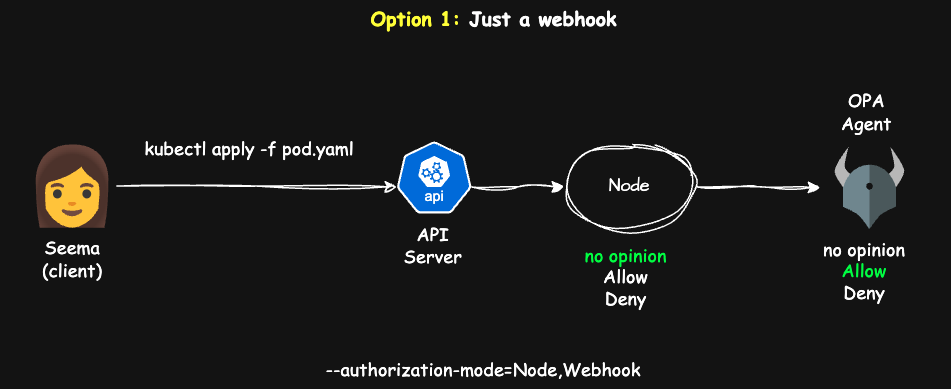 Option 1: Just a webhook
OPA
Agent
kubectl apply -f pod.yaml
Node
api
Seema
(client)
API
Server
no opinion
Allow
Deny
no opinion
Allow
Deny
--authorization-mode=Node,Webhook